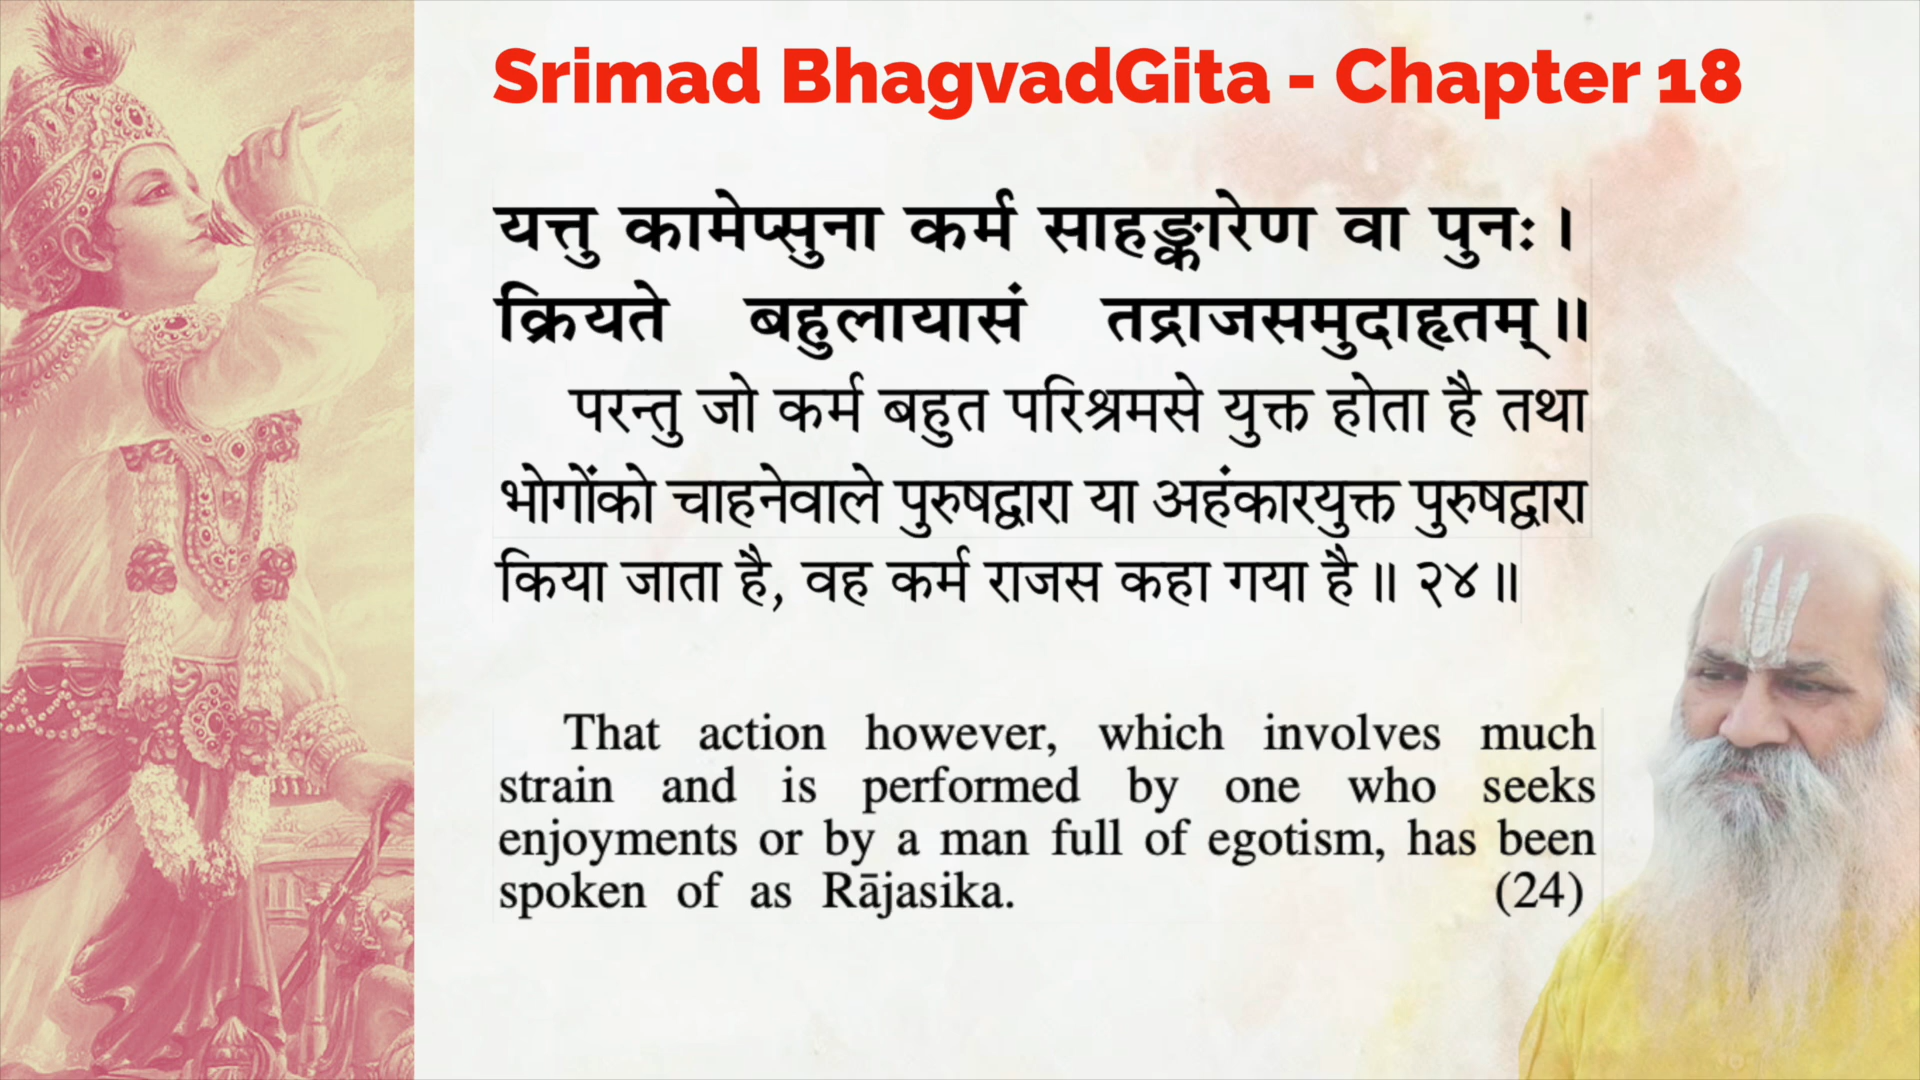 Srimad BhagvadGita - Chapter 18
यत्तु कामेप्सुना कर्म साहङ्कारेण वा पुनः।
क्रियते बहुलायासं तद्राजसमुदाहृतम्॥
परन्तु जो कर्म बहुत परिश्रमसे युक्त होता है तथा
भोगोंको चाहनेवाले पुरुषद्वारा या अहंकारयुक्त पुरुषद्वारा
किया जाता है, वह कर्म राजस कहा गया है॥ २४॥
That action however, which involves much
strain and is performed by one who seeks
enjoyments or by a man full of egotism, has been
spoken of as Rājasika. (24)